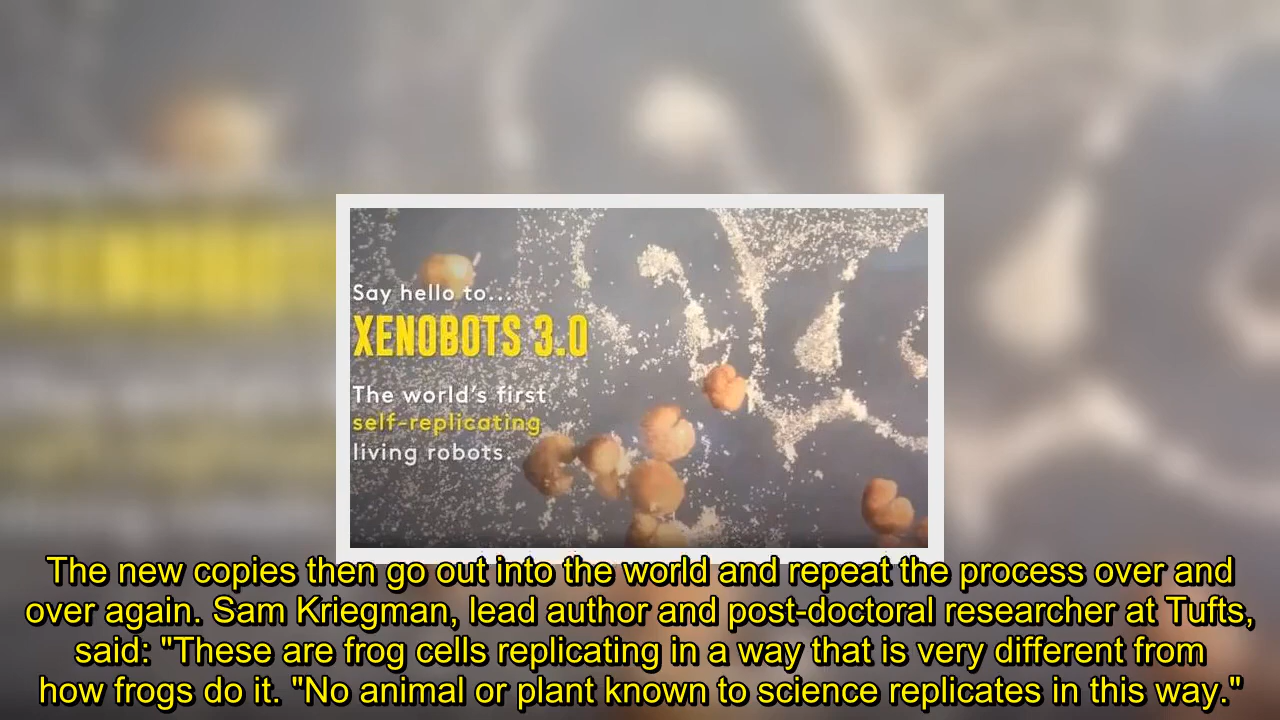 Say hello to...
XENOBOTS 3.0
The world's first
self-replicating
living robots.
The new copies then go out into the world and repeat the process over and
over again. Sam Kriegman, lead author and post-doctoral researcher at Tufts,
said: "These are frog cells replicating in a way that is very different from
how frogs do it. "No animal or plant known to science replicates in this way."